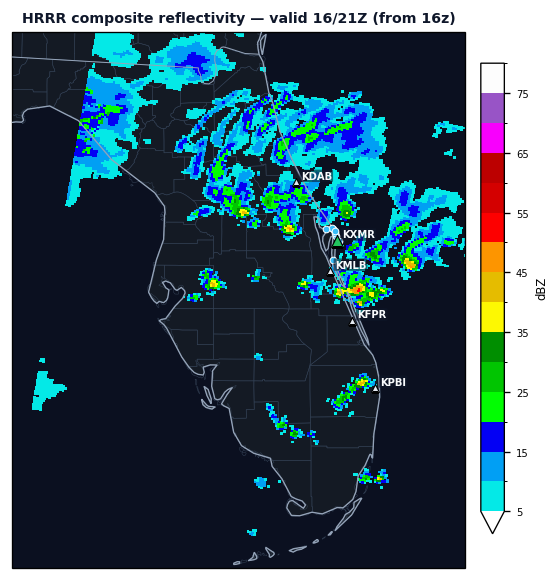 HRRR composite reflectivity — valid 16/21Z (from 16z)
75
65
KDAB
55
KXMR
KMLB
45
dBZ
KFPR
35
KPBI
25
15
5